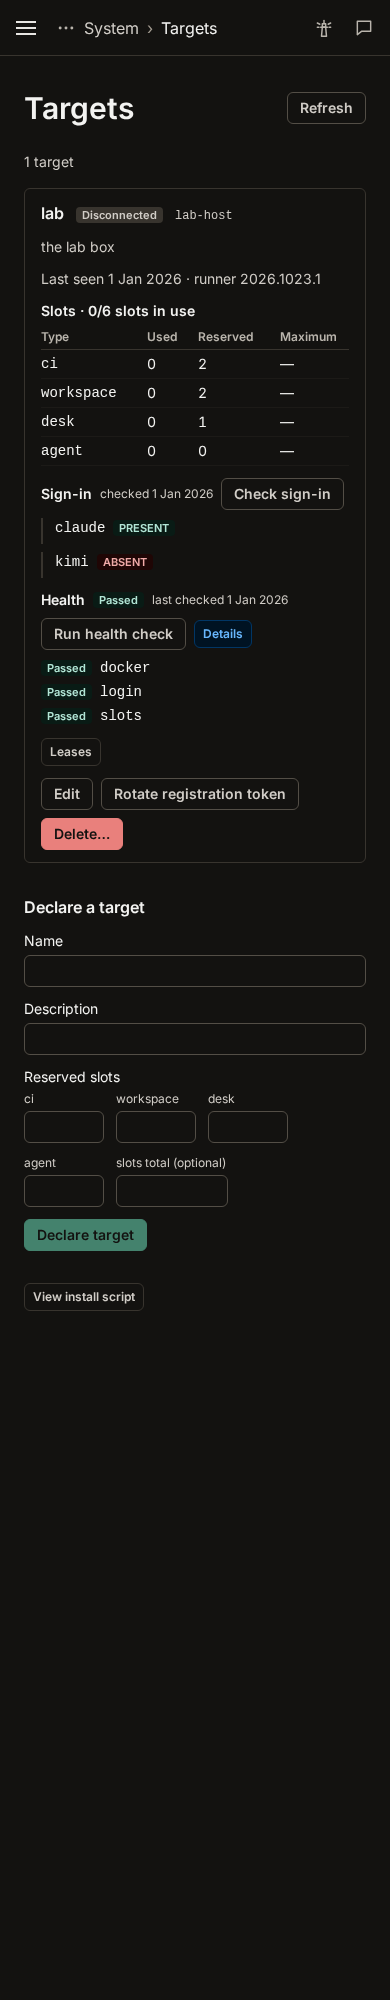 System › Targets
Targets
Refresh
1 target
lab Disconnected lab-host
the lab box
Last seen 1 Jan 2026 · runner 2026.1023.1
Slots · 0/6 slots in use
Type Used Reserved Maximum
ci 0 2 —
workspace 0 2 —
desk 0 1 —
agent 0 0 —
Sign-in checked 1 Jan 2026 Check sign-in
claude PRESENT
kimi ABSENT
Health Passed last checked 1 Jan 2026
Run health check Details
Passed docker
Passed login
Passed slots
Leases
Edit Rotate registration token
Delete...
Declare a target
Name
Description
Reserved slots
ci workspace desk
agent slots total (optional)
Declare target
View install script